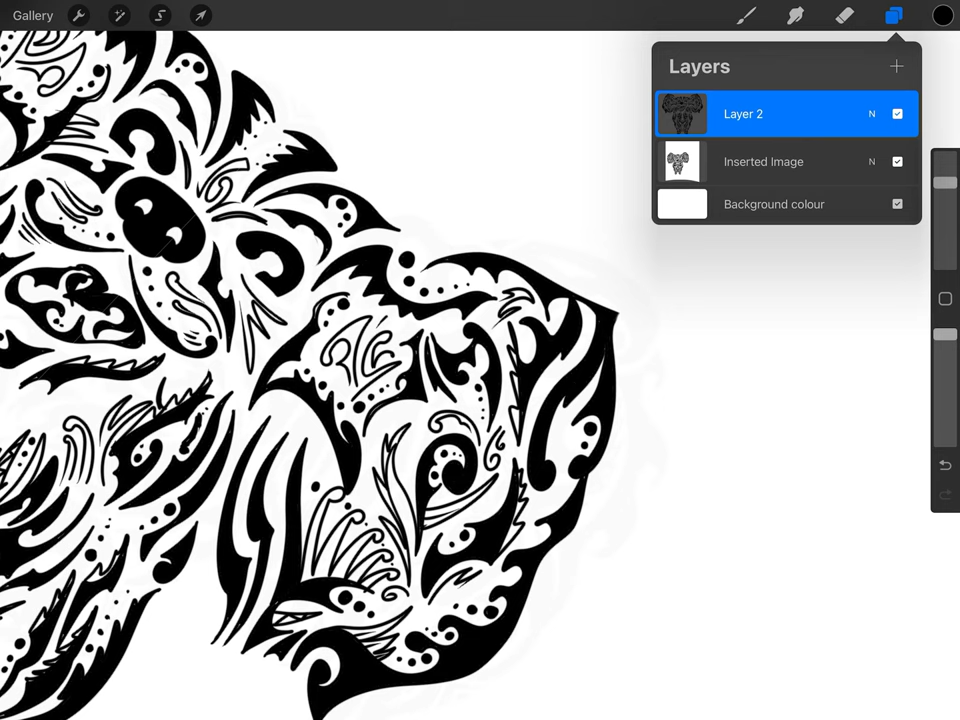 Gallery
Layers
Layer 2 N
Inserted Image N
Background colour